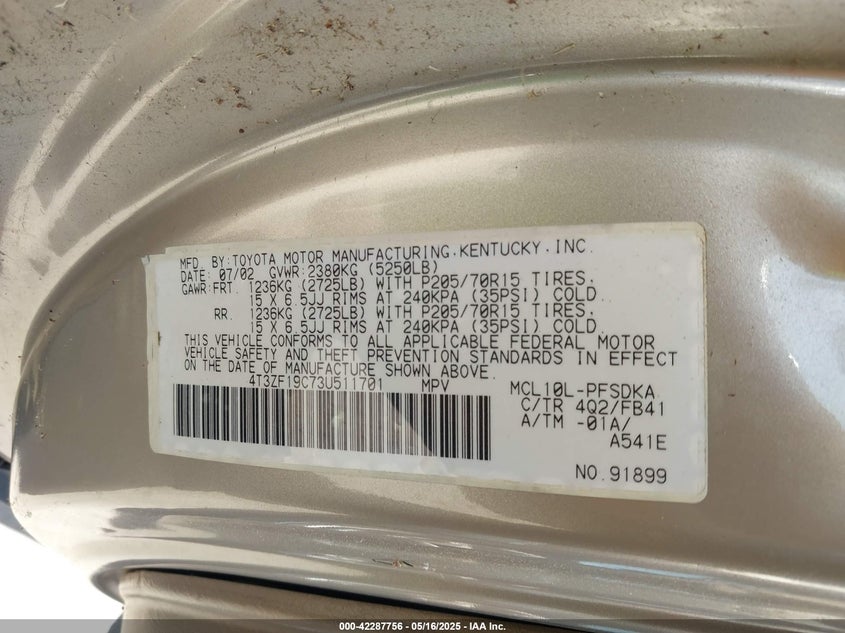 MFD. BY:TOYOTA MOTOR MANUFACTURING,KENTUCKY,INC.
DATE: 07/02 GVWR:2380KG (5250LB)
GAWR:FRT. 1236KG (2725LB) WITH P205/70R15 TIRES,
15 X 6.5JJ RIMS AT 240KPA (35PSI) COLD.
RR. 1236KG (2725LB) WITH P205/70R15 TIRES,
15 X 6.5JJ RIMS AT 240KPA (35PSI) COLD.
THIS VEHICLE CONFORMS TO ALL APPLICABLE FEDERAL MOTOR
VEHICLE SAFETY AND THEFT PREVENTION STANDARDS IN EFFECT
ON THE DATE OF MANUFACTURE SHOWN ABOVE.
4T3ZF19C73U511701 MPV
MCL10L-PFSDKA
C/TR 4Q2/FB41
A/TM -01A/
A541E
NO.91899
000-42287756 - 05/16/2025 - IAA Inc.